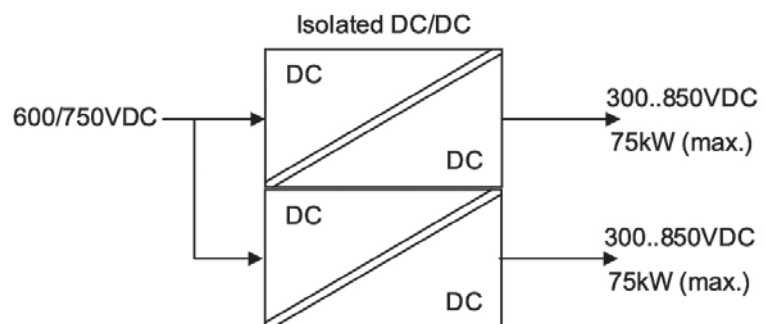 Isolated DC/DC
DC
600/750VDC
300..850VDC
75kW (max.)
DC
DC
300..850VDC
75kW (max.)
DC